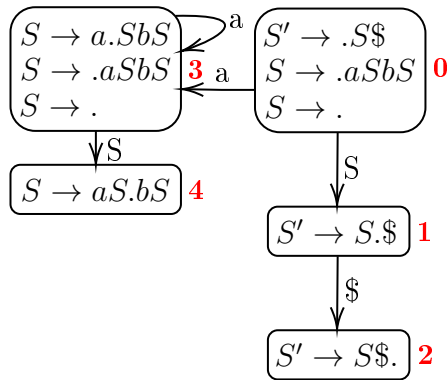 S → a.SbS
S → .aSbS
S → .
3
a
a
S' → .S$
S → .aSbS
S → .
0
S
S → aS.bS
4
S
S' → S.$
1
$
S' → S$.
2